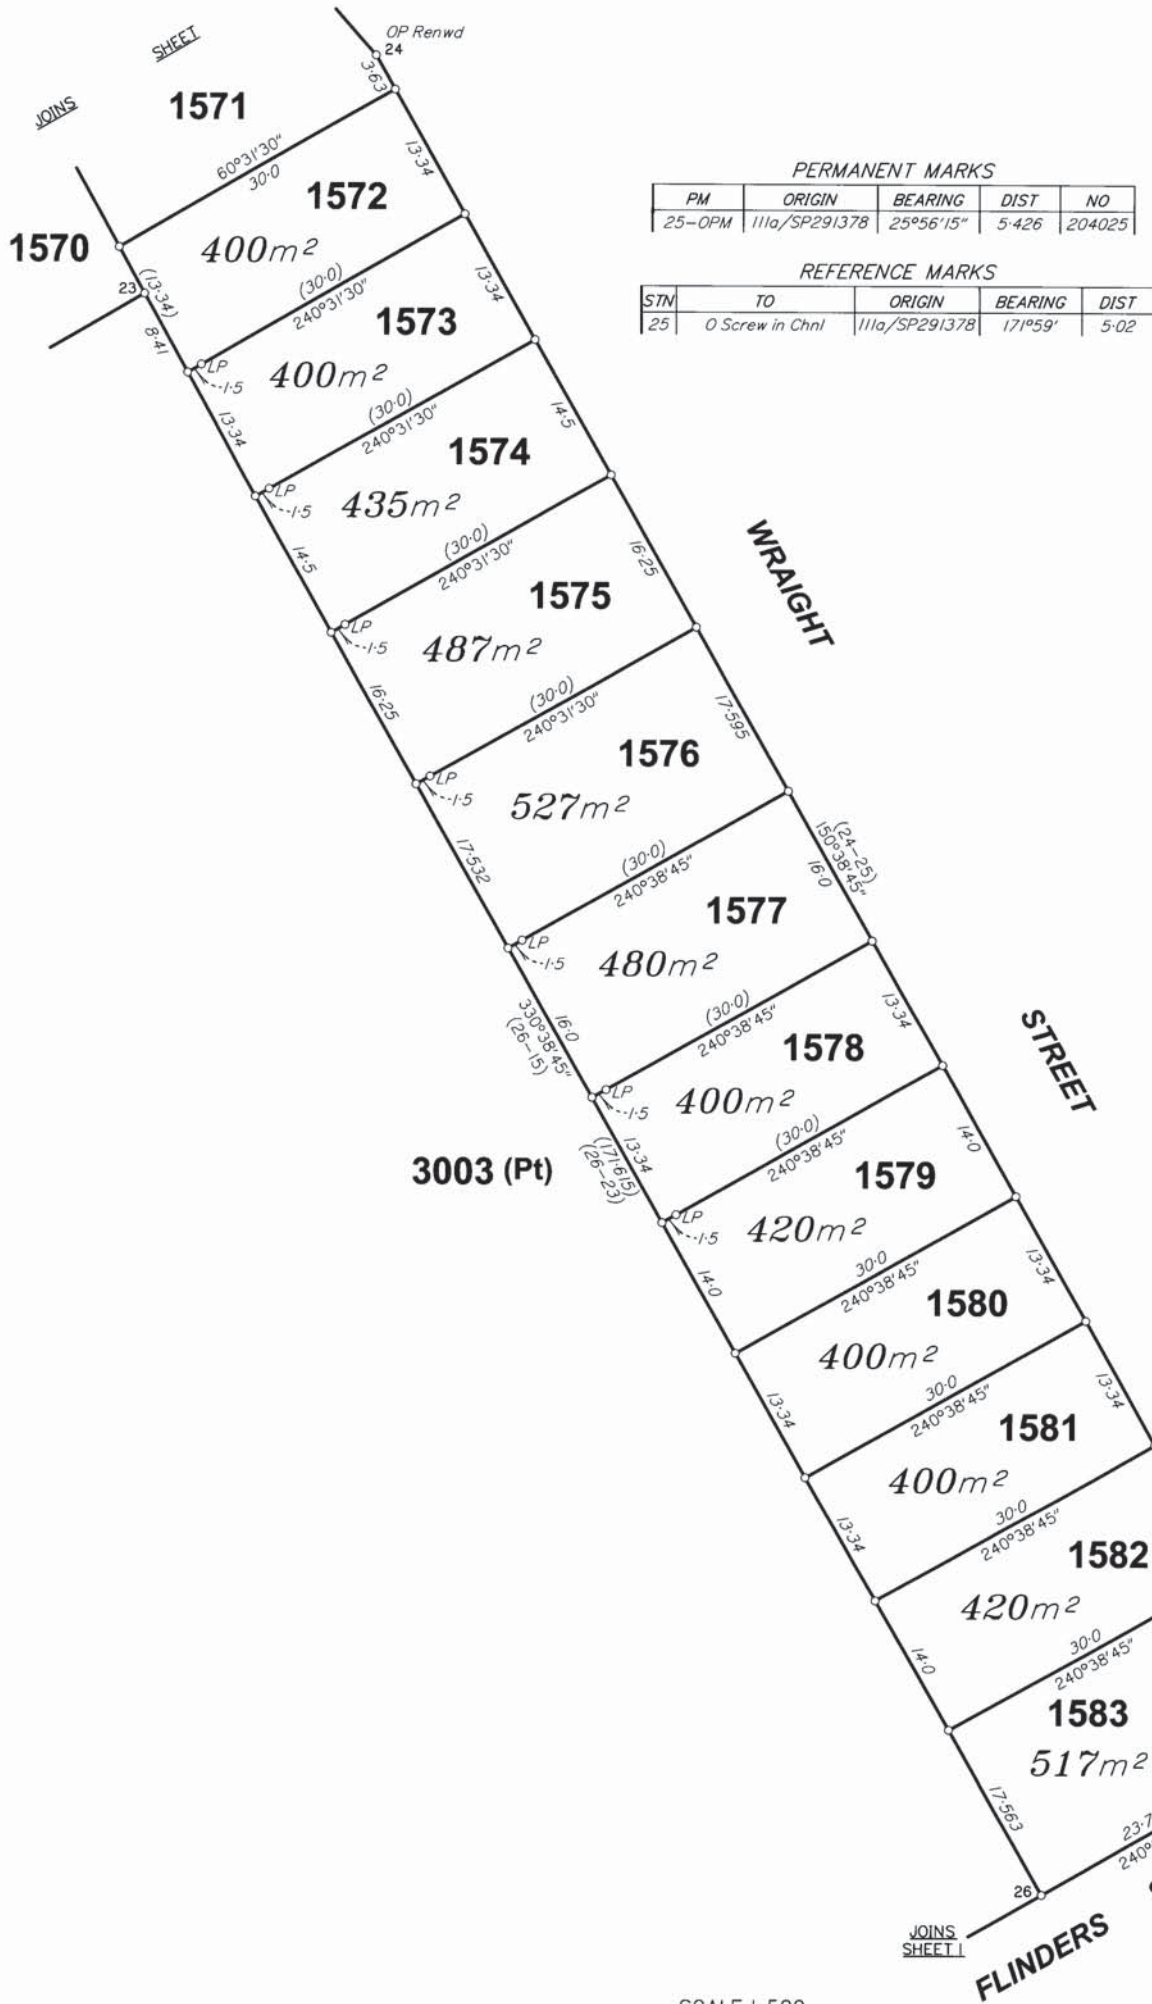 OP Renwd
24
SHEET
JOINS
3·63
1571
60°31'30"
30·0
13·34
PERMANENT MARKS
PM ORIGIN BEARING DIST NO
25-OPM 111a/SP291378 25°56'15" 5·426 204025
REFERENCE MARKS
STN TO ORIGIN BEARING DIST
25 O Screw in Chnl 111a/SP291378 171°59' 5·02
1572
400m²
1570
23
(13·34)
8·41
(30·0)
240°31'30"
13·34
1573
400m²
LP
1·5
13·34
(30·0)
240°31'30"
14·5
1574
435m²
LP
1·5
14·5
(30·0)
240°31'30"
16·25
WRAIGHT
1575
487m²
LP
1·5
16·25
(30·0)
240°31'30"
17·595
1576
527m²
LP
1·5
17·532
(30·0)
240°38'45"
(24-25)
150°38'45"
16·0
1577
480m²
LP
1·5
16·0
330°38'45"
(26-15)
(30·0)
240°38'45"
13·34
STREET
1578
400m²
LP
1·5
13·34
(171·615)
(26-23)
3003 (Pt)
(30·0)
240°38'45"
14·0
1579
420m²
LP
1·5
14·0
30·0
240°38'45"
13·34
1580
400m²
13·34
30·0
240°38'45"
13·34
1581
400m²
13·34
30·0
240°38'45"
1582
420m²
14·0
30·0
240°38'45"
1583
517m²
17·563
23·7
240°
26
JOINS
SHEET 1
FLINDERS